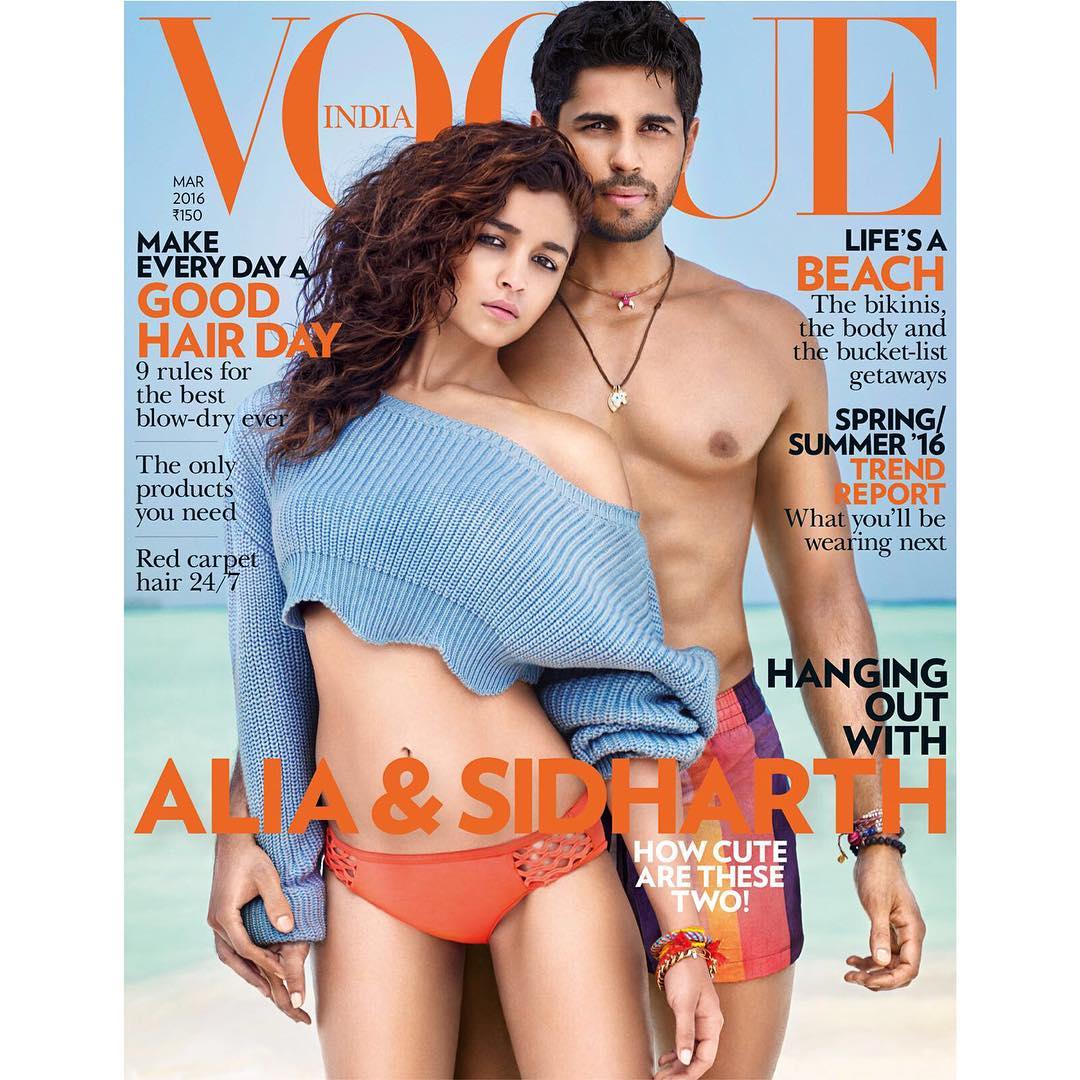 VOGUE
INDIA
MAR
2016
₹150
MAKE
EVERY DAY A
GOOD
HAIR DAY
9 rules for
the best
blow-dry ever
The only
products
you need
Red carpet
hair 24/7
LIFE'S A
BEACH
The bikinis,
the body and
the bucket-list
getaways
SPRING/
SUMMER '16
TREND
REPORT
What you'll be
wearing next
HANGING
OUT
WITH
ALIA & SIDHARTH
HOW CUTE
ARE THESE
TWO!